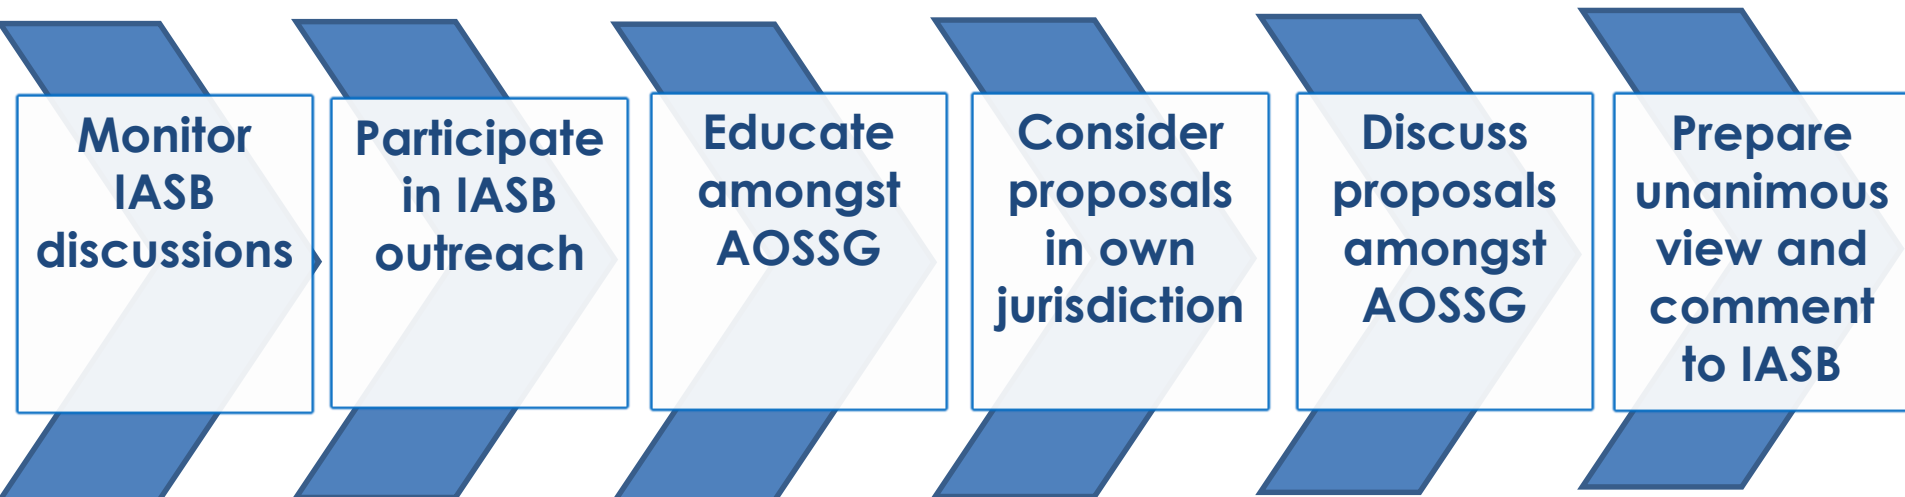 Monitor
IASB
discussions
Participate
in IASB
outreach
Educate
amongst
AOSSG
Consider
proposals
in own
jurisdiction
Discuss
proposals
amongst
AOSSG
Prepare
unanimous
view and
comment
to IASB